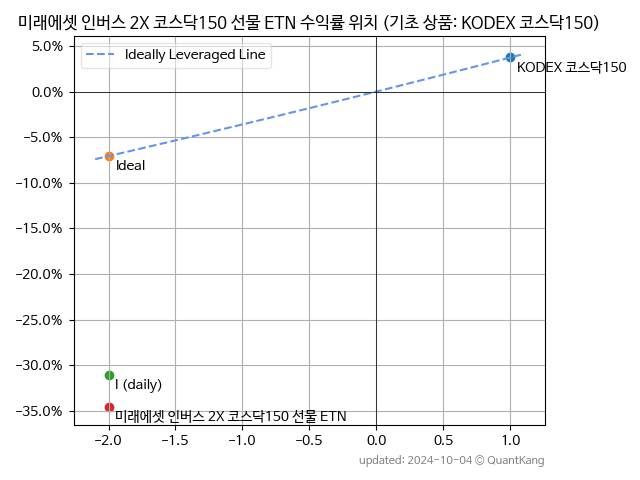 미래에셋 인버스 2X 코스닥150 선물 ETN 수익률 위치 (기초 상품: KODEX 코스닥150)
5.0%
Ideally Leveraged Line
KODEX 코스닥150
0.0%
−5.0%
Ideal
−10.0%
−15.0%
−20.0%
−25.0%
−30.0%
I (daily)
−35.0%
미래에셋 인버스 2X 코스닥150 선물 ETN
−2.0 −1.5 −1.0 −0.5 0.0 0.5 1.0
updated: 2024-10-04 © QuantKang